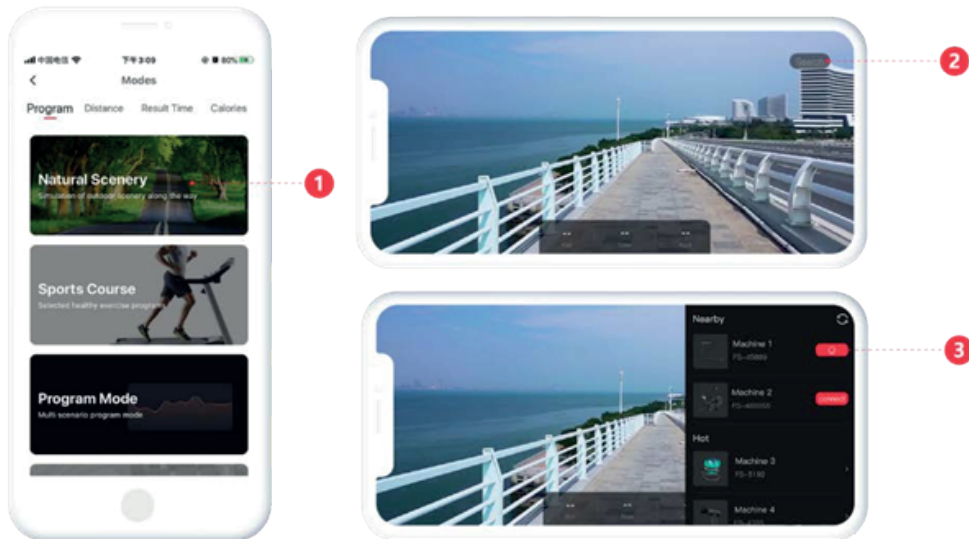 中国电信 下午3:09 80%
Modes
Program Distance Result Time Calories
Natural Scenery
Simulation of outdoor scenery along the way
Sports Course
Selected healthy exercise programs
Program Mode
Multi scenario program mode
1
Search
2
Nearby
Machine 1
3
Machine 2
connect
Hot
Machine 3
FS-5192
Machine 4